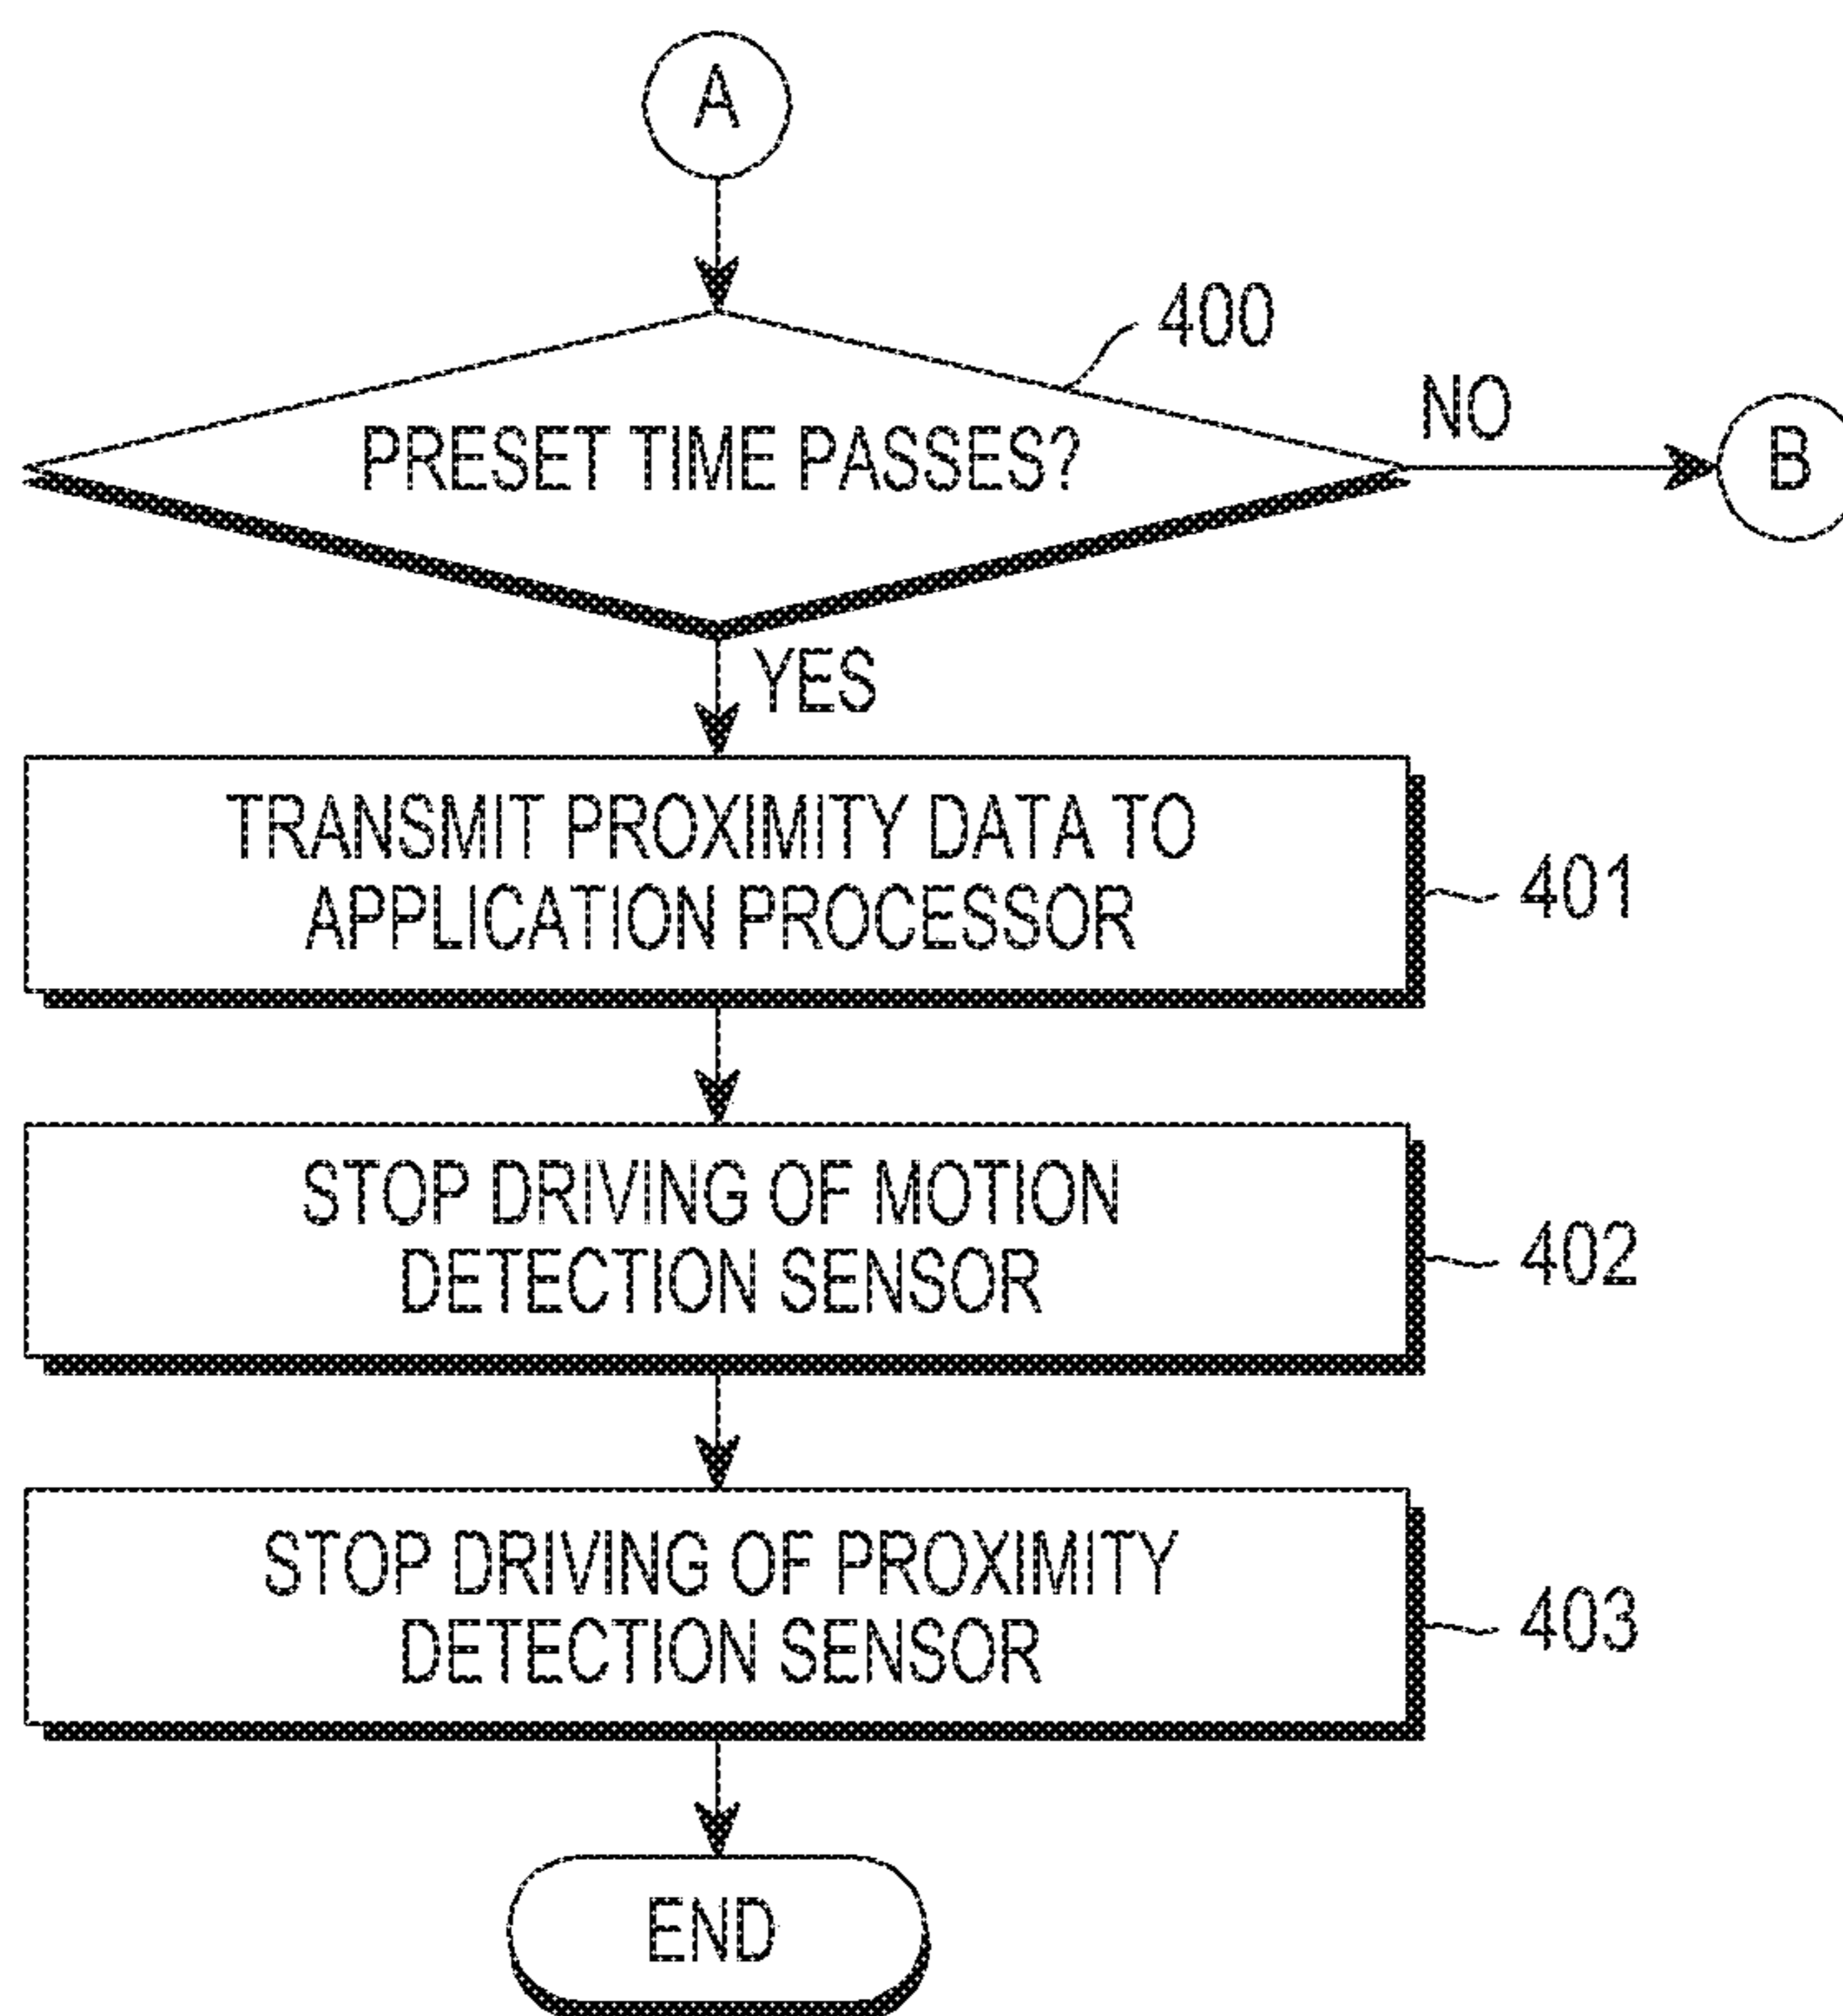 A
400
PRESET TIME PASSES?
NO
B
YES
TRANSMIT PROXIMITY DATA TO
APPLICATION PROCESSOR
401
STOP DRIVING OF MOTION
DETECTION SENSOR
402
STOP DRIVING OF PROXIMITY
DETECTION SENSOR
403
END